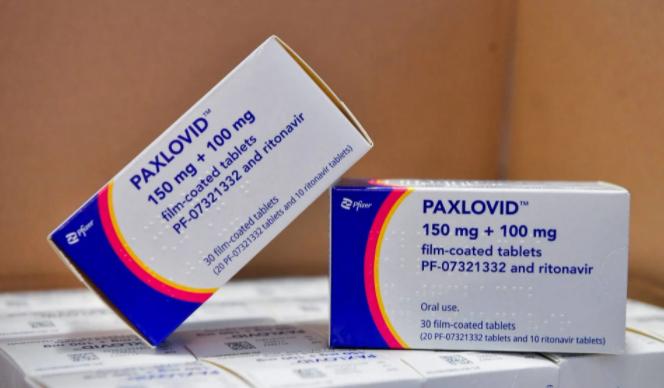 PAXLOVID™
150 mg + 100 mg
film-coated tablets
PF-07321332 and ritonavir
30 film-coated tablets
(20 PF-07321332 tablets and 10 ritonavir tablets)
Pfizer
Pfizer
PAXLOVID™
150 mg + 100 mg
film-coated tablets
PF-07321332 and ritonavir
Oral use.
30 film-coated tablets
(20 PF-07321332 tablets and 10 ritonavir tablets)